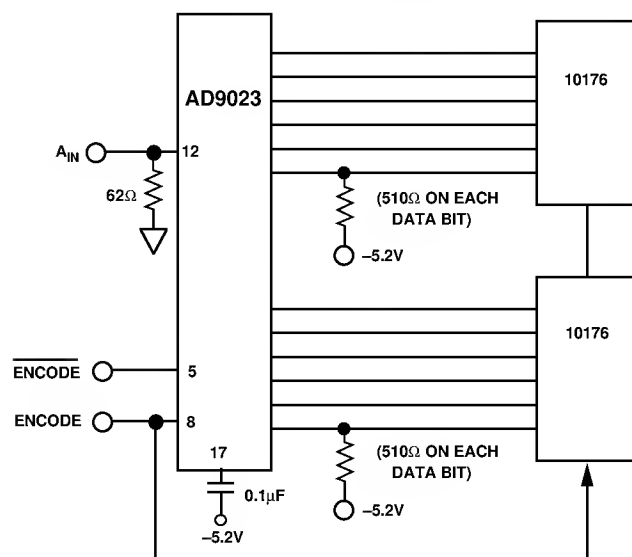 AD9023
10176
A_IN
12
62Ω
(510Ω ON EACH
DATA BIT)
–5.2V
10176
ENCODE
5
ENCODE
8
17
0.1μF
–5.2V
(510Ω ON EACH
DATA BIT)
–5.2V